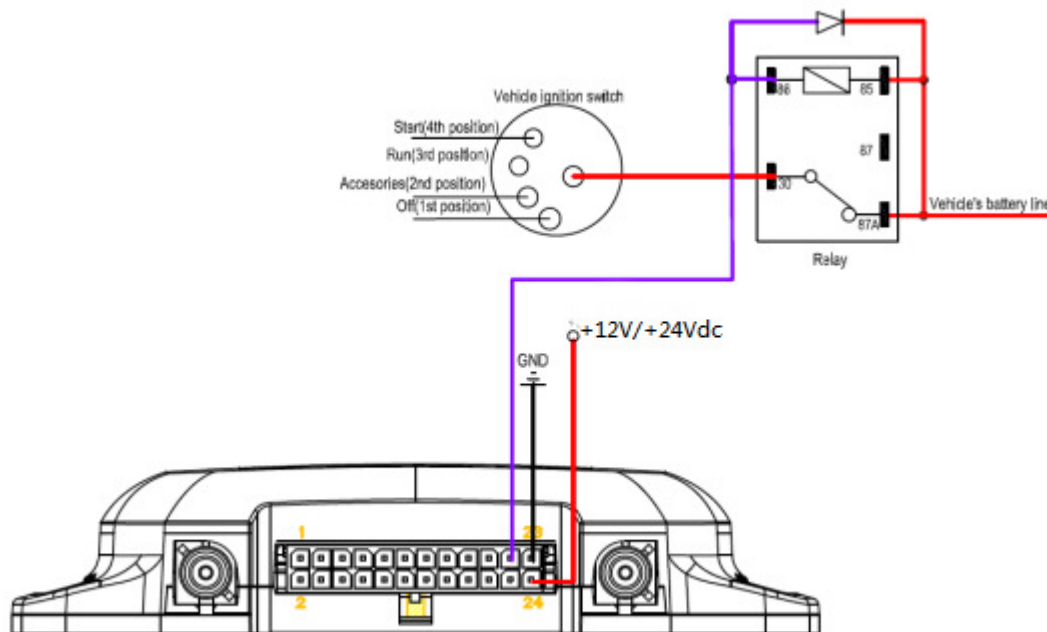 86
85
Vehicle ignition switch
Start(4th position)
87
Run(3rd position)
30
Accesories(2nd position)
Off(1st position)
Vehicle's battery line
87A
Relay
+12V/+24Vdc
GND
1
23
2
24